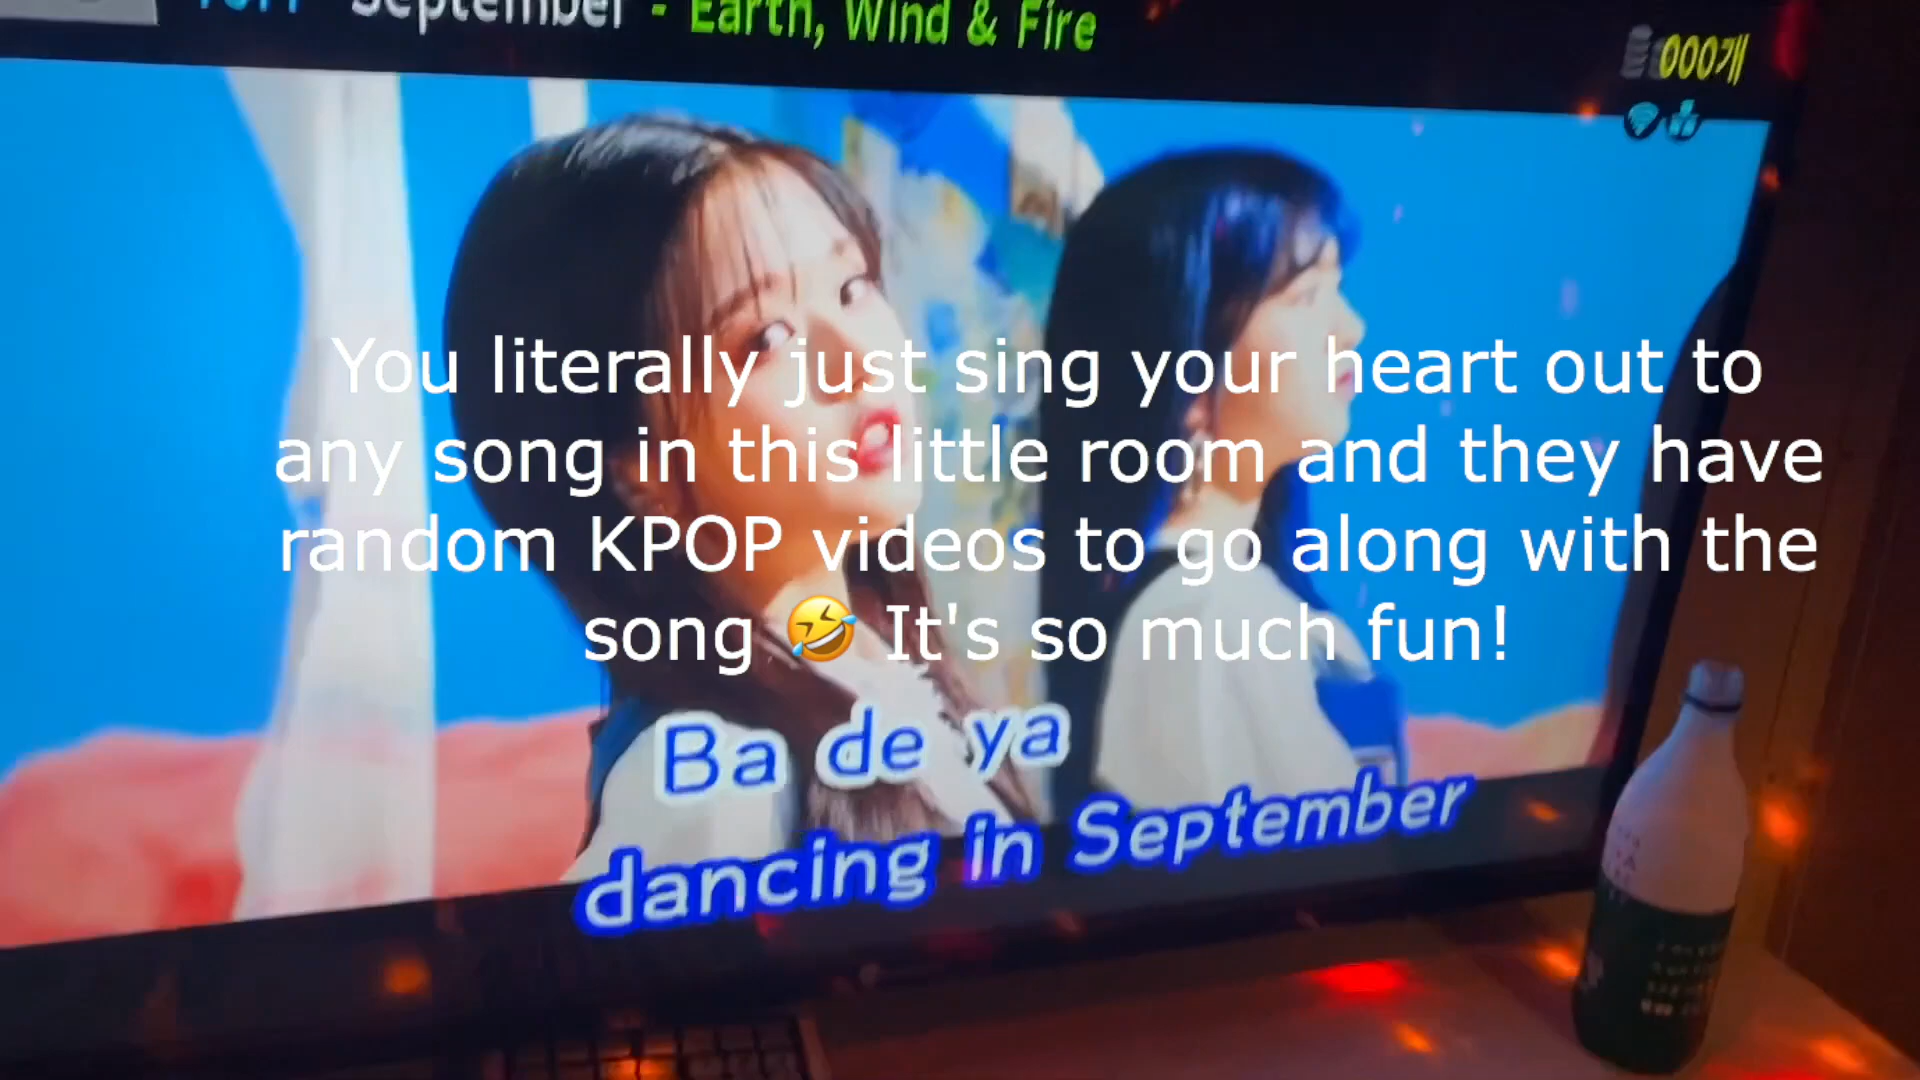 September - Earth, Wind & Fire
000개
You literally just sing your heart out to
any song in this little room and they have
random KPOP videos to go along with the
song 🤣 It's so much fun!
Ba de ya
dancing in September